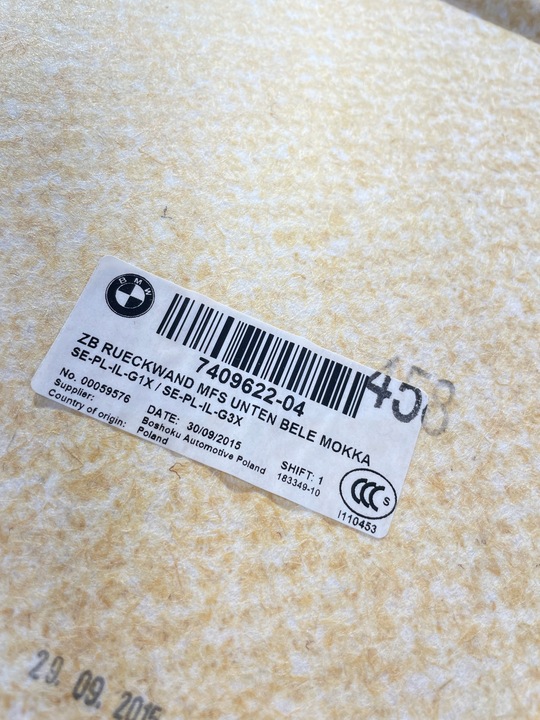 BMW
7409622-04
458
ZB RUECKWAND MFS UNTEN BELE MOKKA
SE-PL-IL-G1X / SE-PL-IL-G3X
No. 00059576 DATE: 30/09/2015 SHIFT: 1
Supplier: Boshoku Automotive Poland 183349-10
Country of origin: Poland
CCC S
I110453
29. 09. 2015